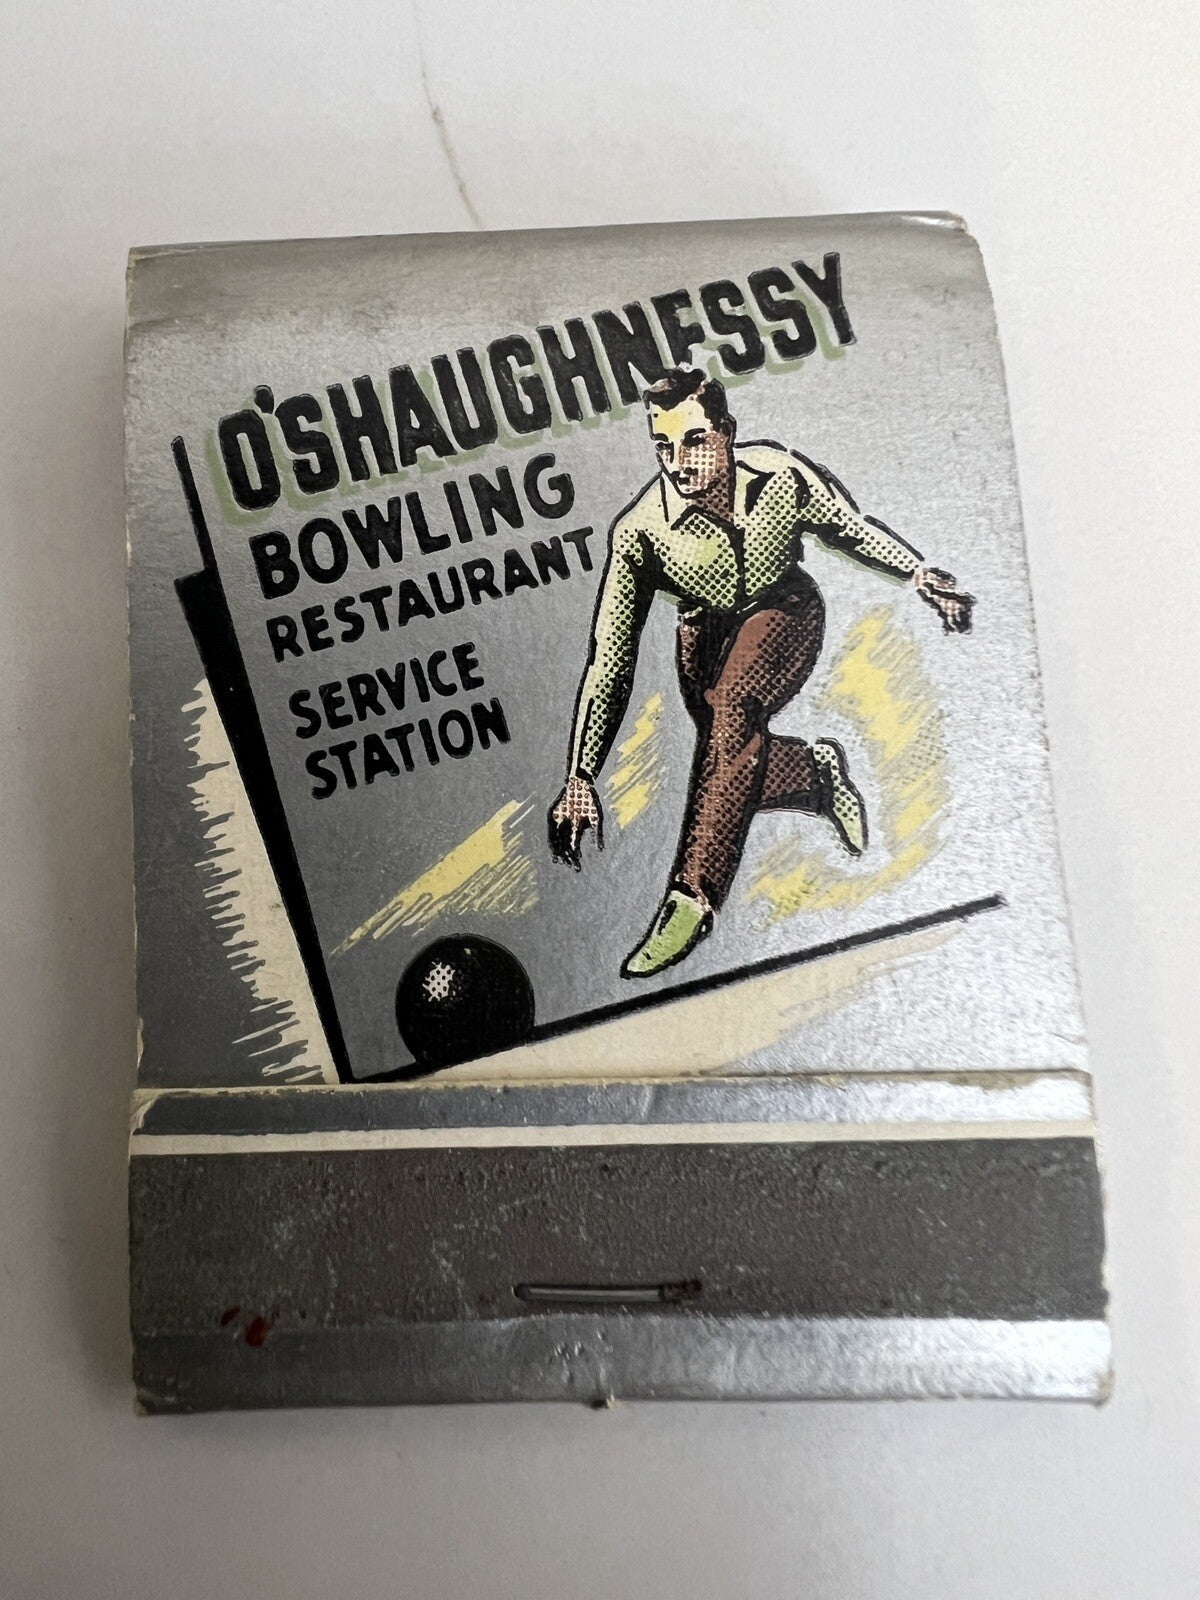 O'SHAUGHNESSY
BOWLING
RESTAURANT
SERVICE
STATION